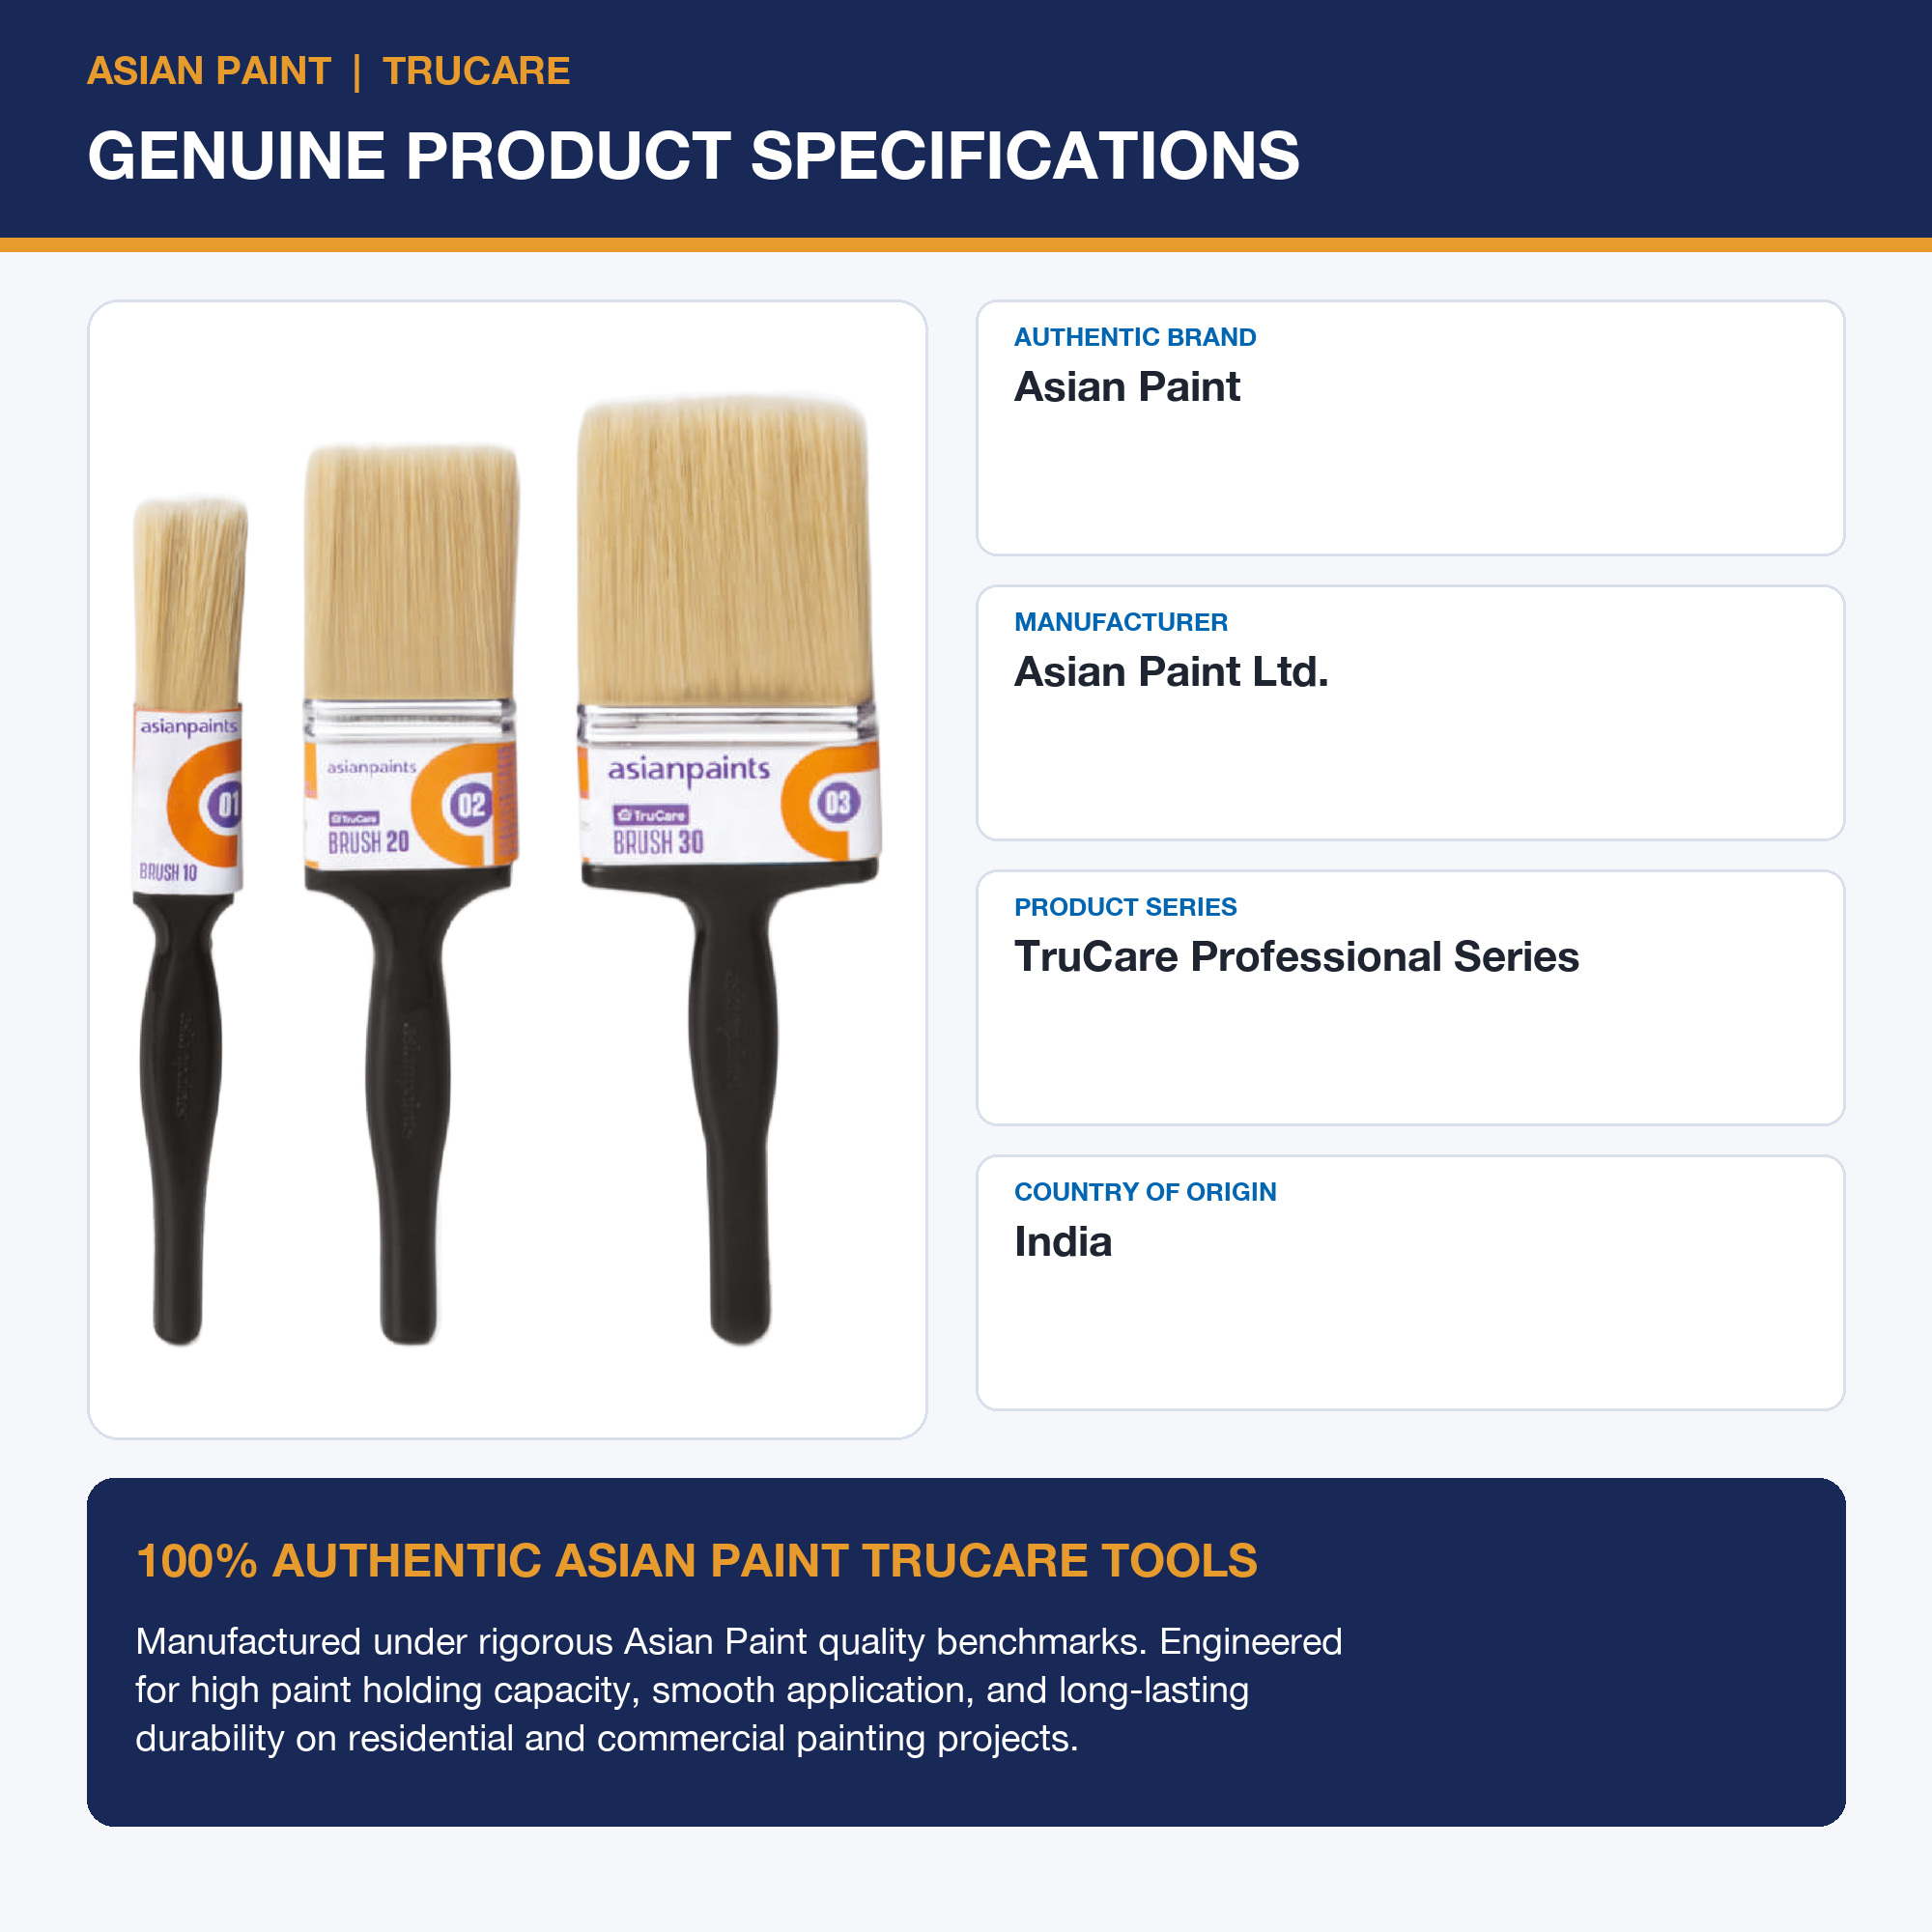 ASIAN PAINT | TRUCARE
GENUINE PRODUCT SPECIFICATIONS
asianpaints
01
BRUSH 10
asianpaints
02
TruCare
BRUSH 20
asianpaints
03
TruCare
BRUSH 30
AUTHENTIC BRAND
Asian Paint
MANUFACTURER
Asian Paint Ltd.
PRODUCT SERIES
TruCare Professional Series
COUNTRY OF ORIGIN
India
100% AUTHENTIC ASIAN PAINT TRUCARE TOOLS
Manufactured under rigorous Asian Paint quality benchmarks. Engineered
for high paint holding capacity, smooth application, and long-lasting
durability on residential and commercial painting projects.